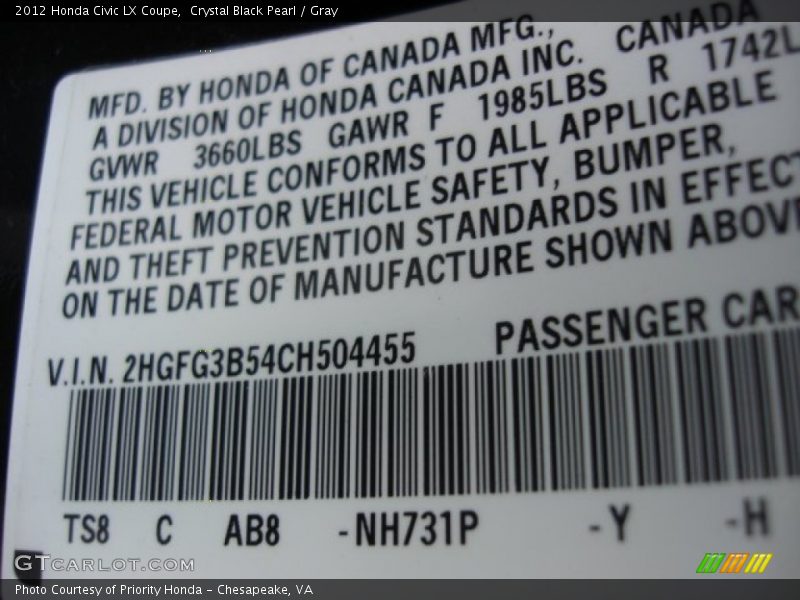 2012 Honda Civic LX Coupe,  Crystal Black Pearl / Gray
MFD. BY HONDA OF CANADA MFG.,
A DIVISION OF HONDA CANADA INC. CANADA
GVWR 3660LBS GAWR F 1985LBS R 1742L
THIS VEHICLE CONFORMS TO ALL APPLICABLE
FEDERAL MOTOR VEHICLE SAFETY, BUMPER,
AND THEFT PREVENTION STANDARDS IN EFFECT
ON THE DATE OF MANUFACTURE SHOWN ABOVE
V.I.N. 2HGFG3B54CH504455 PASSENGER CAR
TS8 C AB8 -NH731P -Y -H
GTCARLOT.COM
Photo Courtesy of Priority Honda - Chesapeake, VA